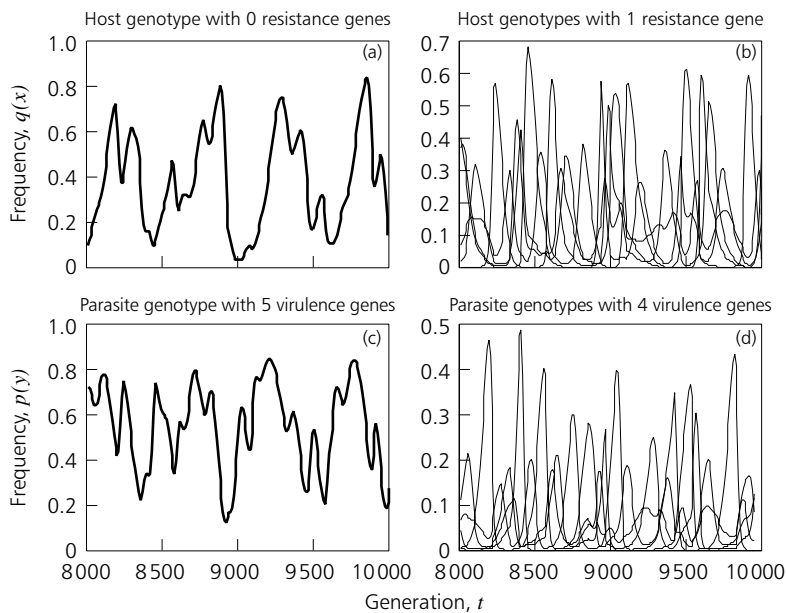 Host genotype with 0 resistance genes
Host genotypes with 1 resistance gene
(a)
(b)
1.0
0.8
0.6
0.4
0.2
0
0.7
0.6
0.5
0.4
0.3
0.2
0.1
0
Frequency, q(x)
Parasite genotype with 5 virulence genes
Parasite genotypes with 4 virulence genes
(c)
(d)
1.0
0.8
0.6
0.4
0.2
0
0.5
0.4
0.3
0.2
0.1
0
Frequency, p(y)
8000 8500 9000 9500 10000
8000 8500 9000 9500 10000
Generation, t